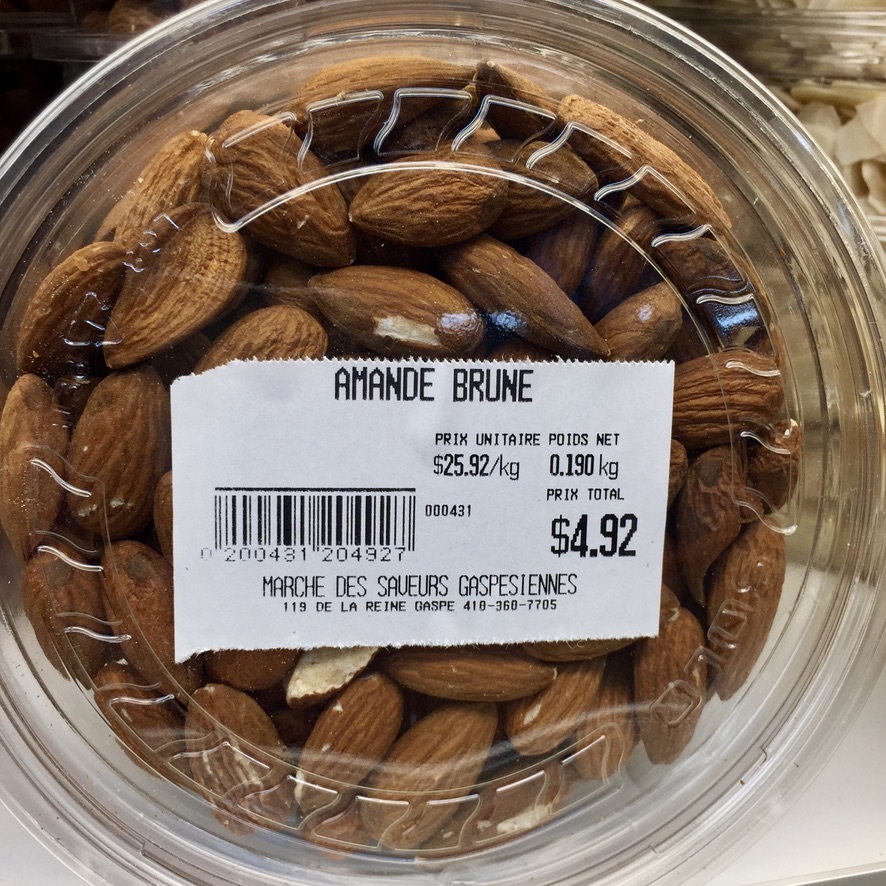 AMANDE BRUNE
PRIX UNITAIRE POIDS NET
$25.92/kg 0.190 kg
PRIX TOTAL
000431
$4.92
0 200431 204927
MARCHE DES SAVEURS GASPESIENNES
119 DE LA REINE GASPE 418-360-7705